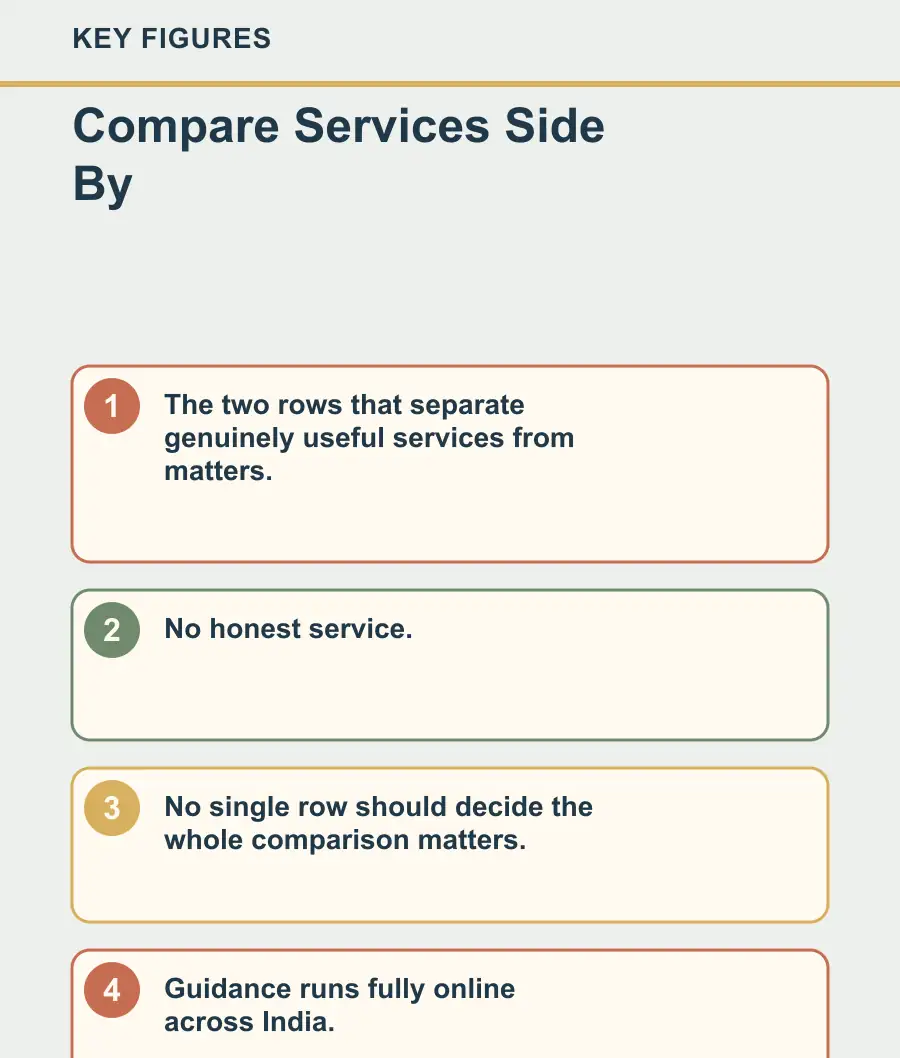 KEY FIGURES
Compare Services Side
By
1
The two rows that separate
genuinely useful services from
matters.
2
No honest service.
3
No single row should decide the
whole comparison matters.
4
Guidance runs fully online
across India.